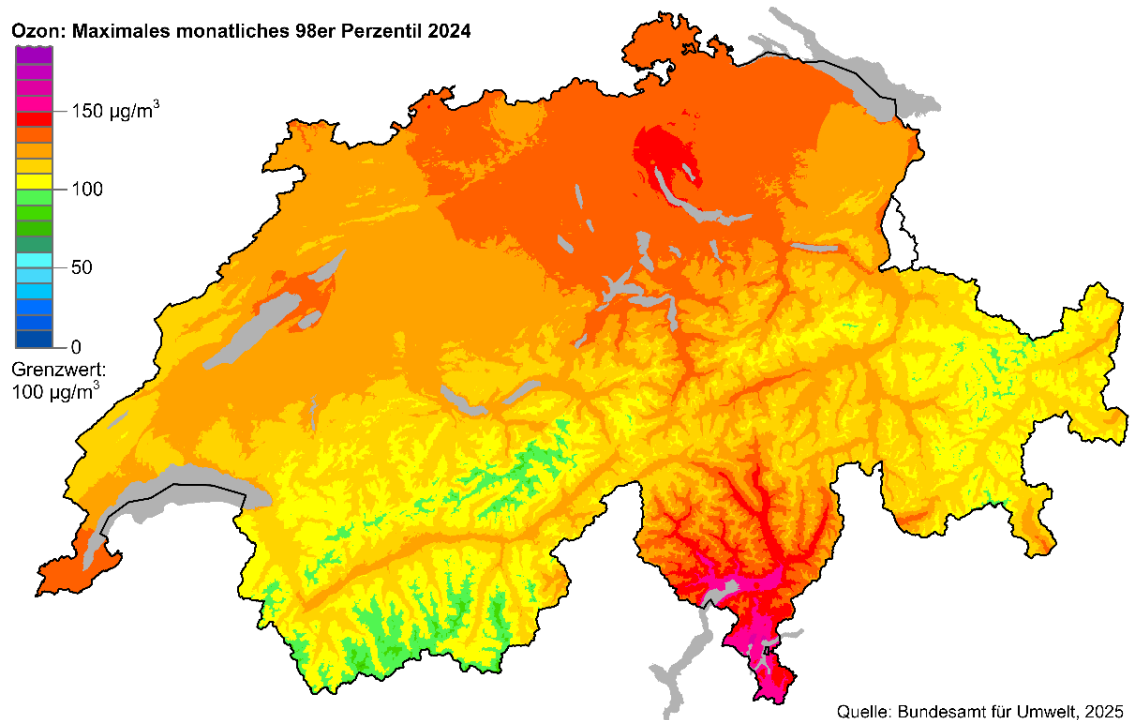 Ozon: Maximales monatliches 98er Perzentil 2024
150 µg/m³
100
50
0
Grenzwert:
100 µg/m³
Quelle: Bundesamt für Umwelt, 2025